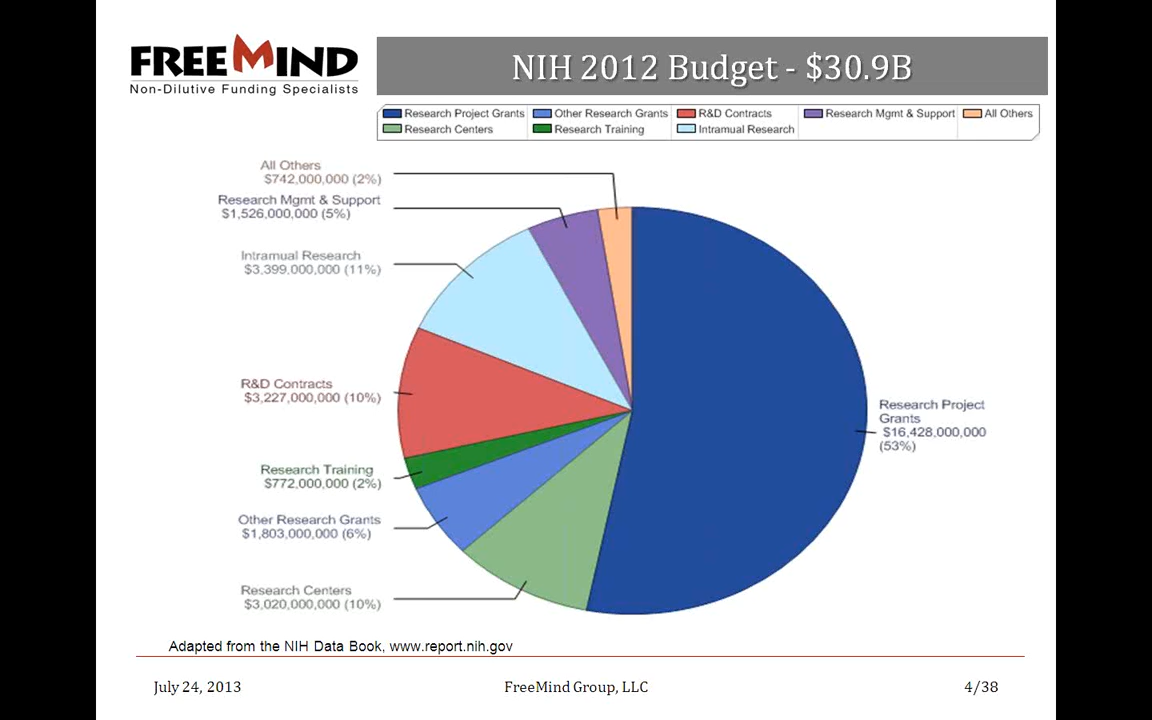 FREEMIND
Non-Dilutive Funding Specialists
NIH 2012 Budget - $30.9B
Research Project Grants
Other Research Grants
R&D Contracts
Research Mgmt & Support
All Others
Research Centers
Research Training
Intramual Research
All Others
$742,000,000 (2%)
Research Mgmt & Support
$1,526,000,000 (5%)
Intramual Research
$3,399,000,000 (11%)
R&D Contracts
$3,227,000,000 (10%)
Research Training
$772,000,000 (2%)
Other Research Grants
$1,803,000,000 (6%)
Research Centers
$3,020,000,000 (10%)
Research Project
Grants
$16,428,000,000
(53%)
Adapted from the NIH Data Book, www.report.nih.gov
July 24, 2013
FreeMind Group, LLC
4/38